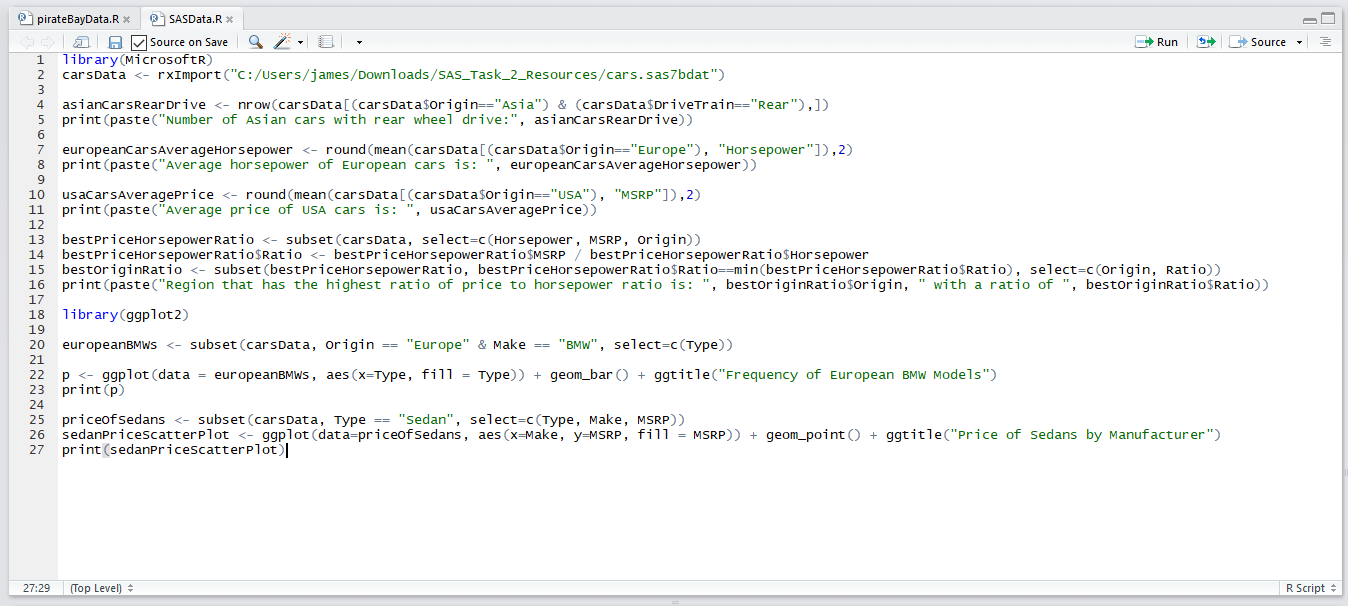 pirateBayData.R
SASData.R
Source on Save
Run
Source
1 library(MicrosoftR)
2 carsData <- rxImport("C:/Users/james/Downloads/SAS_Task_2_Resources/cars.sas7bdat")
3
4 asianCarsRearDrive <- nrow(carsData[(carsData$Origin=="Asia") & (carsData$DriveTrain=="Rear"),])
5 print(paste("Number of Asian cars with rear wheel drive:", asianCarsRearDrive))
6
7 europeanCarsAverageHorsepower <- round(mean(carsData[(carsData$Origin=="Europe"), "Horsepower"]),2)
8 print(paste("Average horsepower of European cars is: ", europeanCarsAverageHorsepower))
9
10 usaCarsAveragePrice <- round(mean(carsData[(carsData$Origin=="USA"), "MSRP"]),2)
11 print(paste("Average price of USA cars is: ", usaCarsAveragePrice))
12
13 bestPriceHorsepowerRatio <- subset(carsData, select=c(Horsepower, MSRP, Origin))
14 bestPriceHorsepowerRatio$Ratio <- bestPriceHorsepowerRatio$MSRP / bestPriceHorsepowerRatio$Horsepower
15 bestOriginRatio <- subset(bestPriceHorsepowerRatio, bestPriceHorsepowerRatio$Ratio==min(bestPriceHorsepowerRatio$Ratio), select=c(Origin, Ratio))
16 print(paste("Region that has the highest ratio of price to horsepower ratio is: ", bestOriginRatio$Origin, " with a ratio of ", bestOriginRatio$Ratio))
17
18 library(ggplot2)
19
20 europeanBMWs <- subset(carsData, Origin == "Europe" & Make == "BMW", select=c(Type))
21
22 p <- ggplot(data = europeanBMWs, aes(x=Type, fill = Type)) + geom_bar() + ggtitle("Frequency of European BMW Models")
23 print(p)
24
25 priceOfSedans <- subset(carsData, Type == "Sedan", select=c(Type, Make, MSRP))
26 sedanPriceScatterPlot <- ggplot(data=priceOfSedans, aes(x=Make, y=MSRP, fill = MSRP)) + geom_point() + ggtitle("Price of Sedans by Manufacturer")
27 print(sedanPriceScatterPlot)
27:29
(Top Level)
R Script